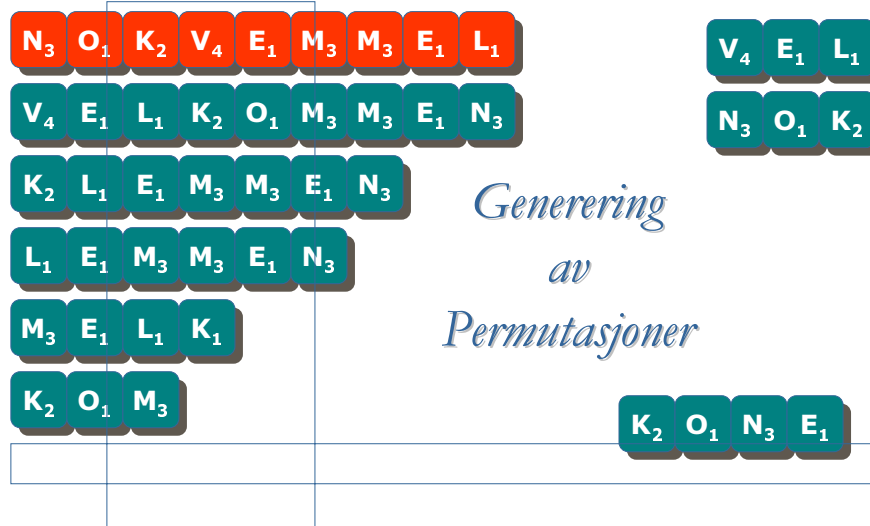 N3 O1 K2 V4 E1 M3 M3 E1 L1
V4 E1 L1 K2 O1 M3 M3 E1 N3
K2 L1 E1 M3 M3 E1 N3
L1 E1 M3 M3 E1 N3
M3 E1 L1 K1
K2 O1 M3
V4 E1 L1
N3 O1 K2
Generering
av
Permutasjoner
K2 O1 N3 E1